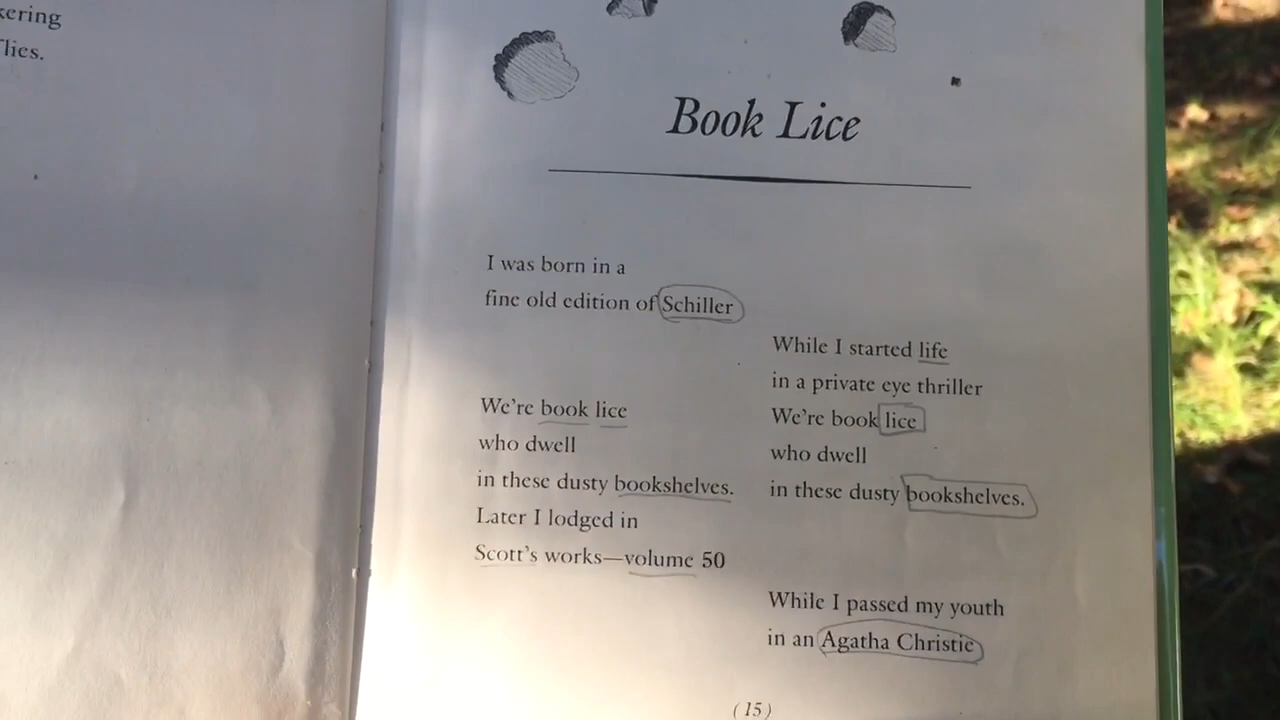 kering
flies.
Book Lice
I was born in a
fine old edition of Schiller
While I started life
in a private eye thriller
We're book lice
who dwell
in these dusty bookshelves.
We're book lice
who dwell
in these dusty bookshelves.
Later I lodged in
Scott's works—volume 50
While I passed my youth
in an Agatha Christie
(15)